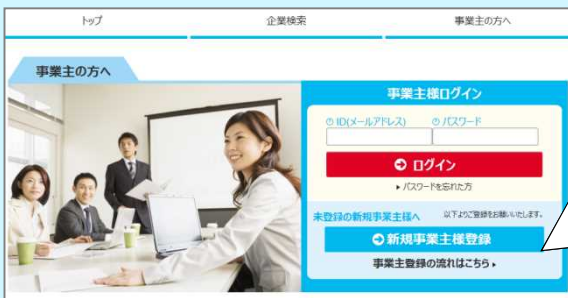 トップ
企業検索
事業主の方へ
事業主の方へ
事業主様ログイン
ID(メールアドレス)
パスワード
ログイン
パスワードを忘れた方
未登録の新規事業主様へ
以下よりご登録をお願いいたします。
新規事業主様登録
事業主登録の流れはこちら